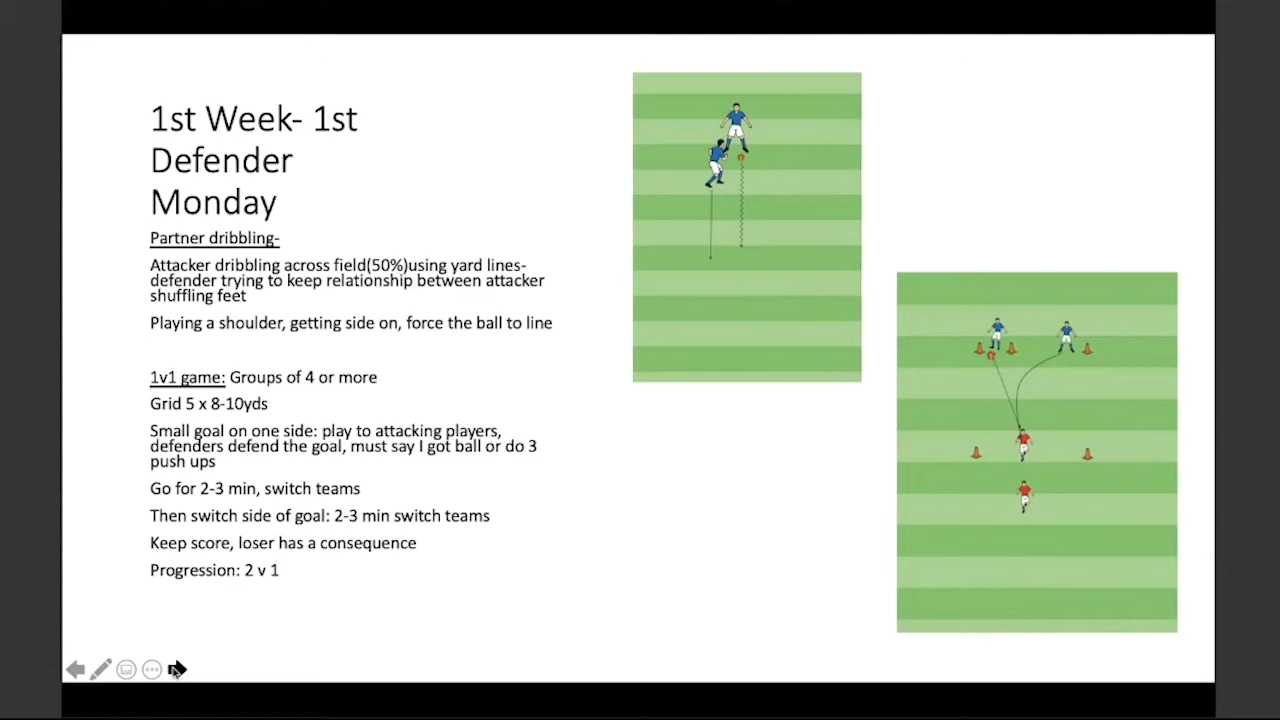 1st Week- 1st
Defender
Monday
Partner dribbling-
Attacker dribbling across field(50%)using yard lines-
defender trying to keep relationship between attacker
shuffling feet
Playing a shoulder, getting side on, force the ball to line
1v1 game: Groups of 4 or more
Grid 5 x 8-10yds
Small goal on one side: play to attacking players,
defenders defend the goal, must say I got ball or do 3
push ups
Go for 2-3 min, switch teams
Then switch side of goal: 2-3 min switch teams
Keep score, loser has a consequence
Progression: 2 v 1